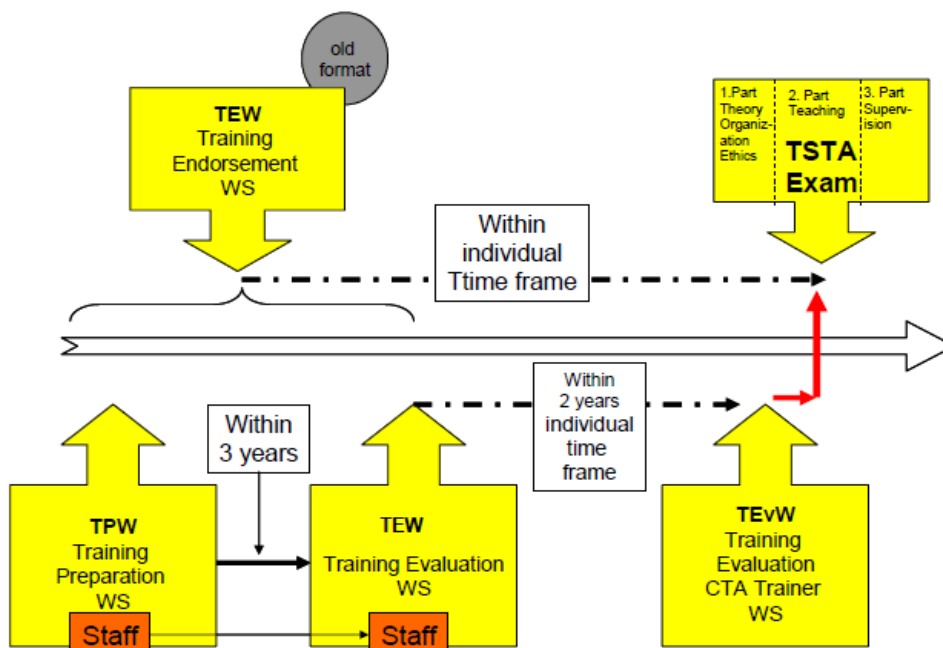 old
format
TEW
Training
Endorsement
WS
1.Part
Theory
Organiz-
ation
Ethics
2. Part
Teaching
3. Part
Superv-
ision
TSTA
Exam
Within
individual
Ttime frame
Within
3 years
Within
2 years
individual
time
frame
TPW
Training
Preparation
WS
Staff
TEW
Training Evaluation
WS
Staff
TEvW
Training
Evaluation
CTA Trainer
WS